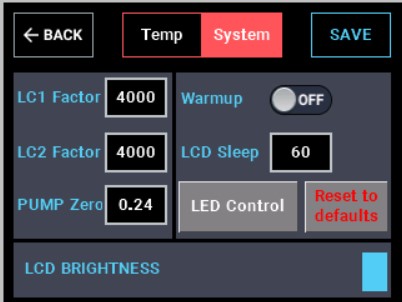 ← BACK Temp System SAVE
LC1 Factor 4000 Warmup OFF
LC2 Factor 4000 LCD Sleep 60
PUMP Zero 0.24 LED Control Reset to
defaults
LCD BRIGHTNESS